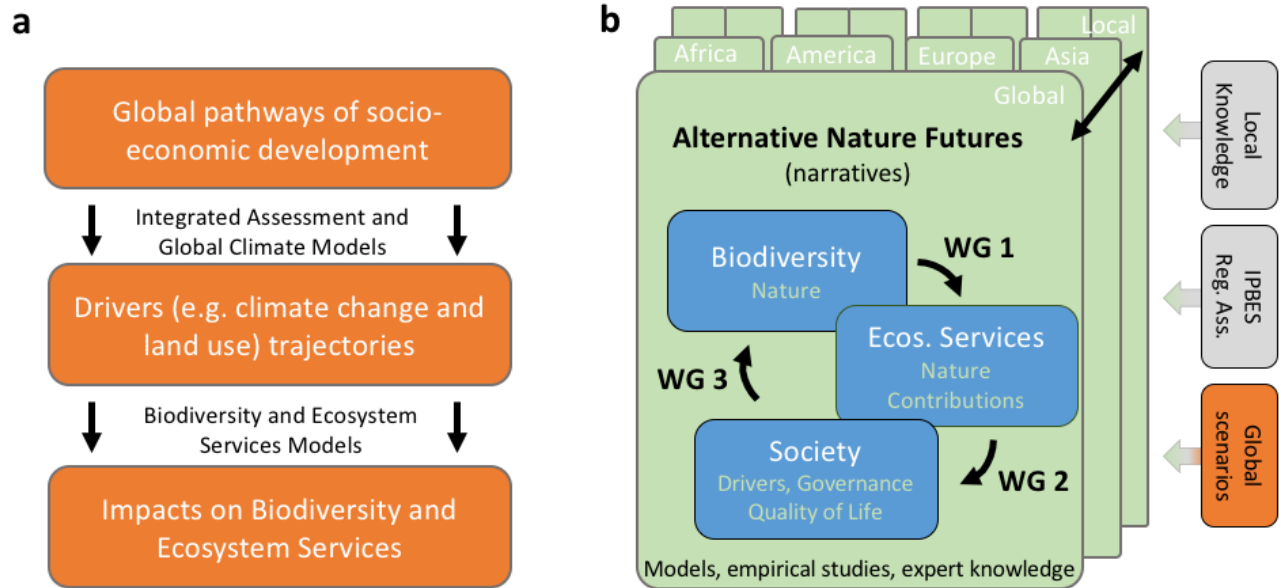 a
Global pathways of socio-
economic development
Integrated Assessment and
Global Climate Models
Drivers (e.g. climate change and
land use) trajectories
Biodiversity and Ecosystem
Services Models
Impacts on Biodiversity and
Ecosystem Services
b
Local
Africa
America
Europe
Asia
Global
Alternative Nature Futures
(narratives)
Biodiversity
Nature
WG 1
Ecos. Services
Nature
Contributions
WG 3
Society
Drivers, Governance
Quality of Life
WG 2
Models, empirical studies, expert knowledge
Local
Knowledge
IPBES
Reg. Ass.
Global
scenarios